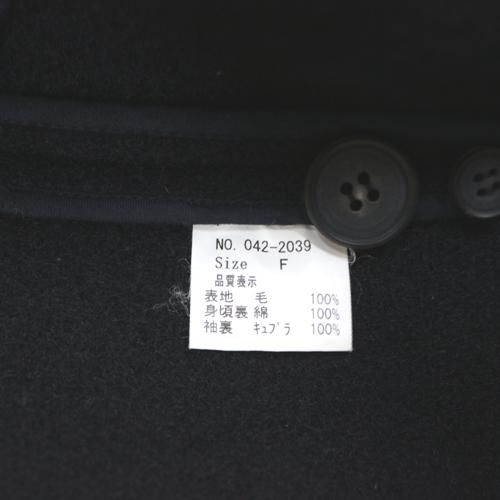 NO. 042-2039
Size F
品質表示
表地 毛 100%
身頃裏 綿 100%
袖裏 ｷｭﾌﾟﾗ 100%